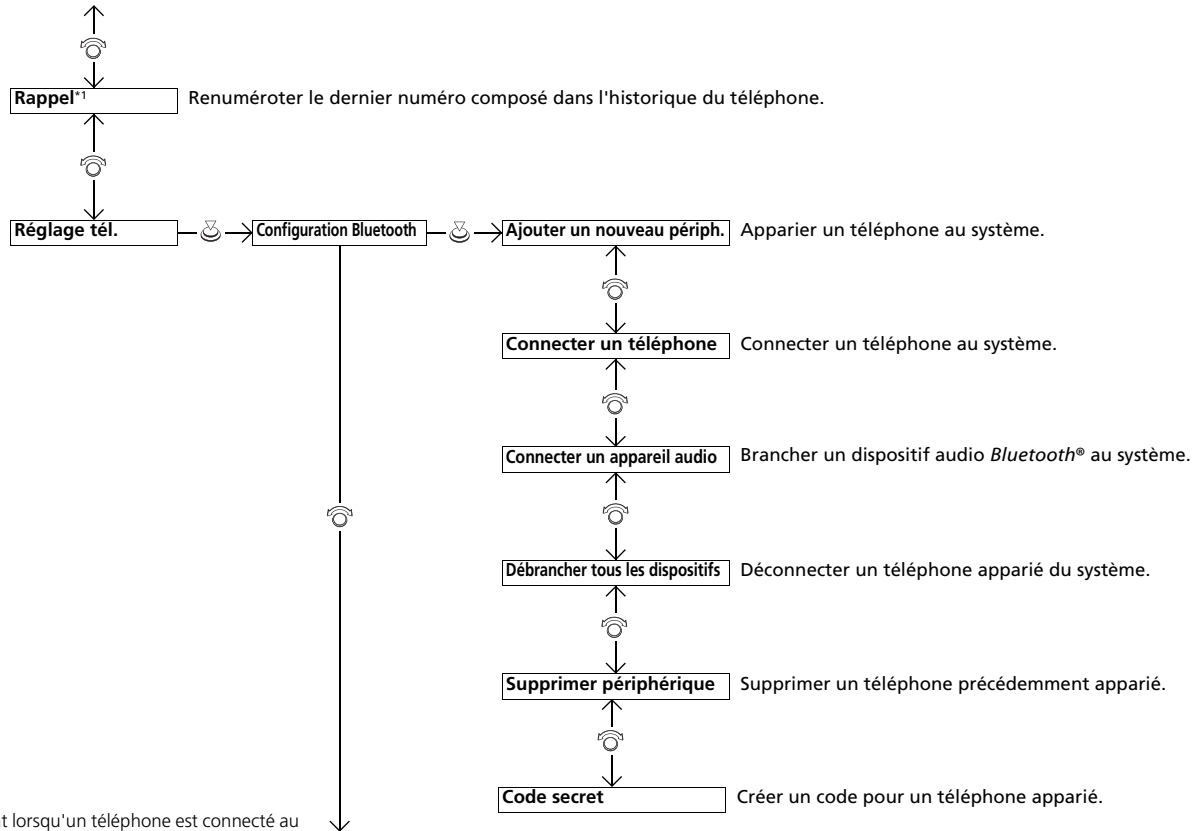 Rappel*1 Renuméroter le dernier numéro composé dans l'historique du téléphone.
Réglage tél. Configuration Bluetooth Ajouter un nouveau périph. Apparier un téléphone au système.
Connecter un téléphone Connecter un téléphone au système.
Connecter un appareil audio Brancher un dispositif audio Bluetooth® au système.
Débrancher tous les dispositifs Déconnecter un téléphone apparié du système.
Supprimer périphérique Supprimer un téléphone précédemment apparié.
Code secret Créer un code pour un téléphone apparié.
lorsqu'un téléphone est connecté au